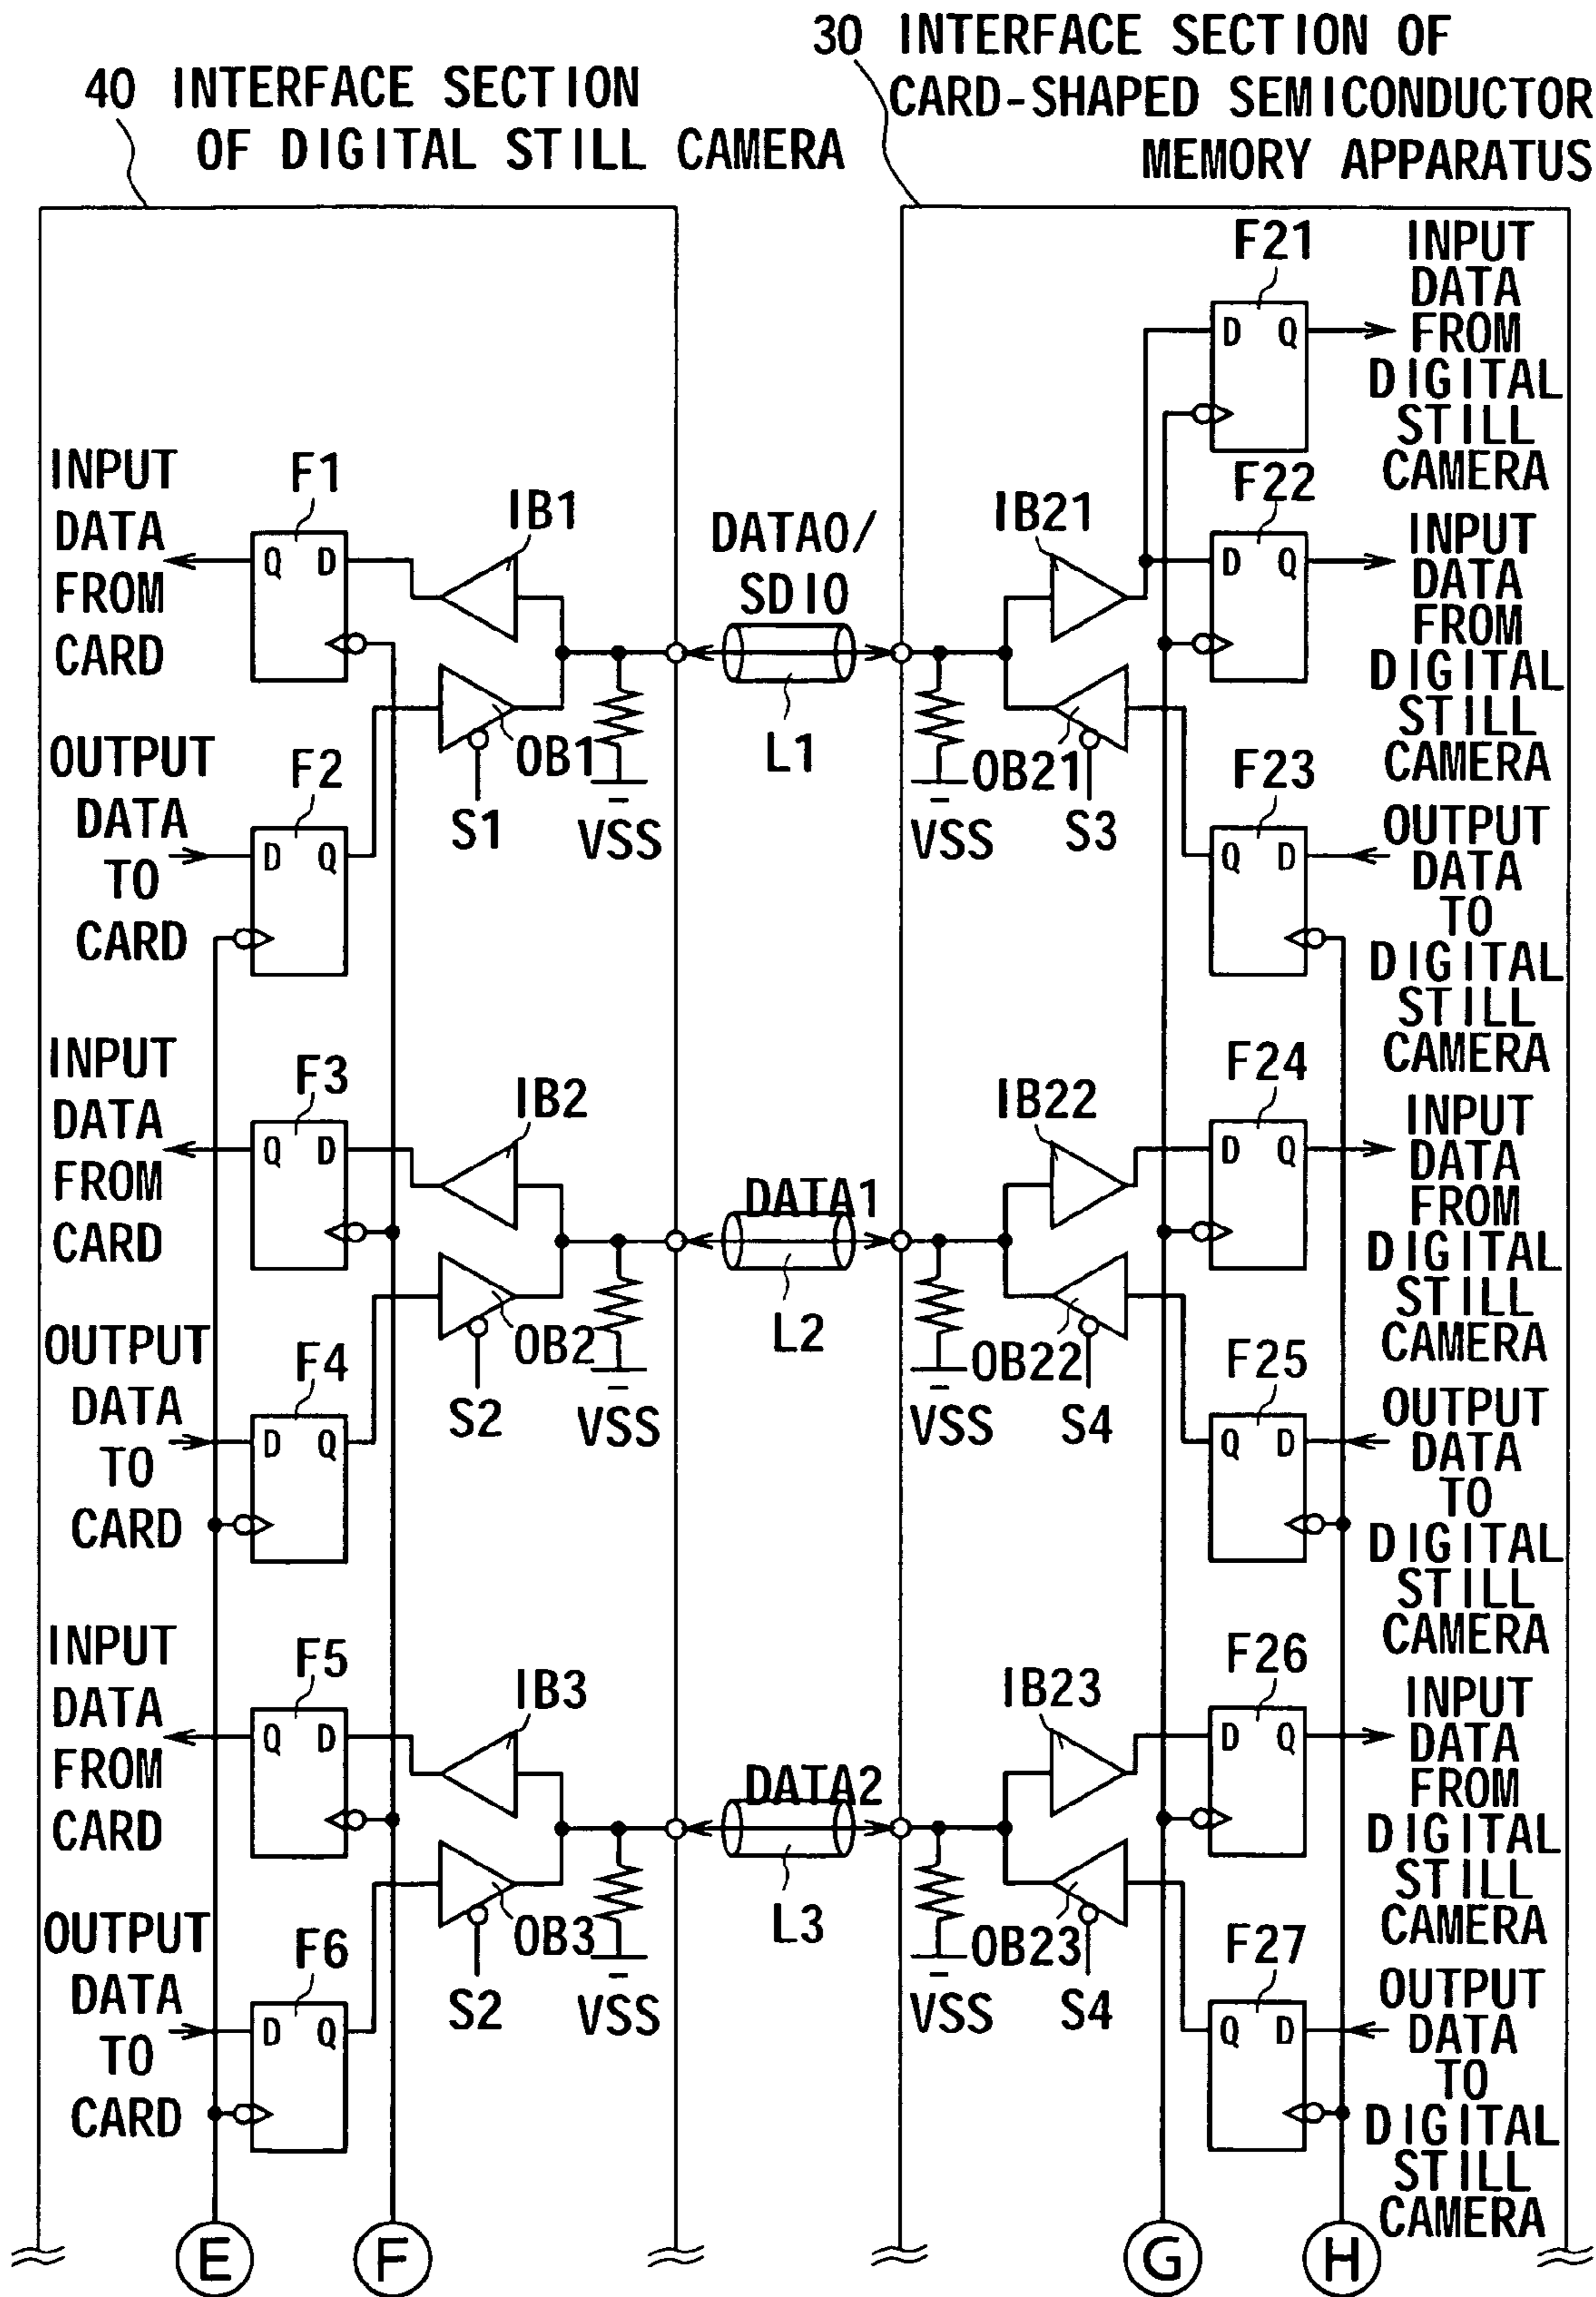 30 INTERFACE SECTION OF
CARD-SHAPED SEMICONDUCTOR
MEMORY APPARATUS
40 INTERFACE SECTION
OF DIGITAL STILL CAMERA
F21
D Q
INPUT
DATA
FROM
DIGITAL
STILL
CAMERA
INPUT
DATA
FROM
CARD
F1
Q D
IB1
DATA0/
SDIO
L1
IB21
F22
D Q
INPUT
DATA
FROM
DIGITAL
STILL
CAMERA
OUTPUT
DATA
TO
CARD
F2
D Q
OB1
S1
VSS
VSS
OB21
S3
F23
Q D
OUTPUT
DATA
TO
DIGITAL
STILL
CAMERA
INPUT
DATA
FROM
CARD
F3
Q D
IB2
DATA1
L2
IB22
F24
D Q
INPUT
DATA
FROM
DIGITAL
STILL
CAMERA
OUTPUT
DATA
TO
CARD
F4
D Q
OB2
S2
VSS
VSS
OB22
S4
F25
Q D
OUTPUT
DATA
TO
DIGITAL
STILL
CAMERA
INPUT
DATA
FROM
CARD
F5
Q D
IB3
DATA2
L3
IB23
F26
D Q
INPUT
DATA
FROM
DIGITAL
STILL
CAMERA
OUTPUT
DATA
TO
CARD
F6
D Q
OB3
S2
VSS
VSS
OB23
S4
F27
Q D
OUTPUT
DATA
TO
DIGITAL
STILL
CAMERA
E
F
G
H